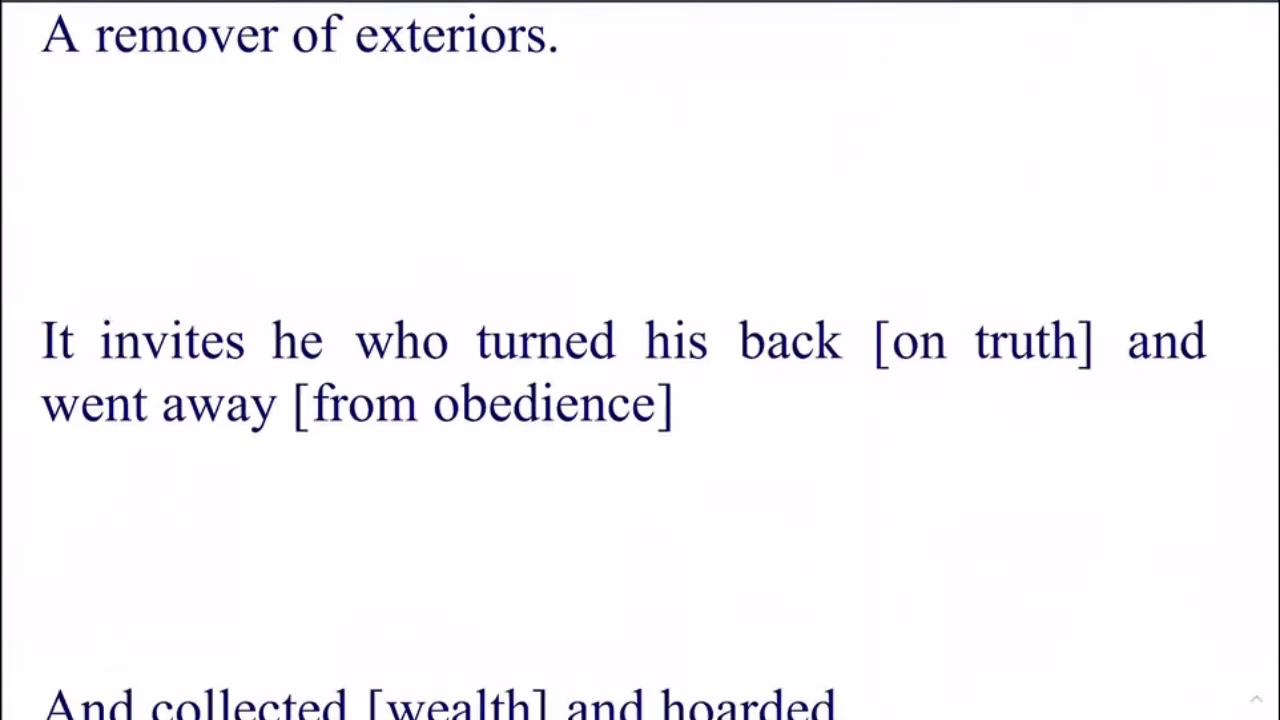 A remover of exteriors.
It invites he who turned his back [on truth] and
went away [from obedience]
And collected [wealth] and hoarded